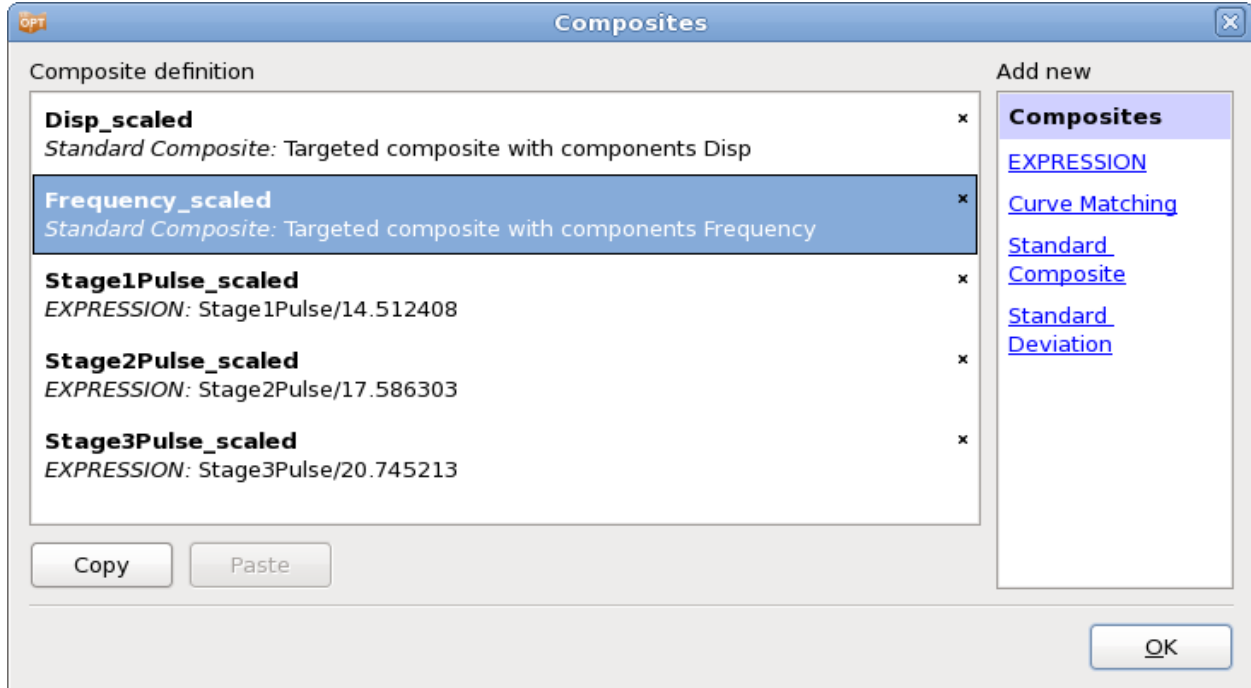 OPT
Composites
Composite definition
Add new
Disp_scaled
Standard Composite: Targeted composite with components Disp
Frequency_scaled
Standard Composite: Targeted composite with components Frequency
Stage1Pulse_scaled
EXPRESSION: Stage1Pulse/14.512408
Stage2Pulse_scaled
EXPRESSION: Stage2Pulse/17.586303
Stage3Pulse_scaled
EXPRESSION: Stage3Pulse/20.745213
Composites
EXPRESSION
Curve Matching
Standard
Composite
Standard
Deviation
Copy
Paste
OK